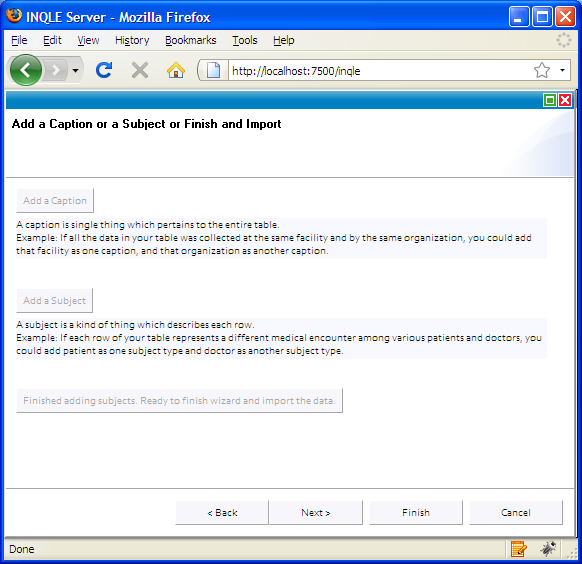 INQLE Server - Mozilla Firefox
File Edit View History Bookmarks Tools Help
http://localhost:7500/inqle
Add a Caption or a Subject or Finish and Import
Add a Caption
A caption is single thing which pertains to the entire table.
Example: If all the data in your table was collected at the same facility and by the same organization, you could add
that facility as one caption, and that organization as another caption.
Add a Subject
A subject is a kind of thing which describes each row.
Example: If each row of your table represents a different medical encounter among various patients and doctors, you
could add patient as one subject type and doctor as another subject type.
Finished adding subjects. Ready to finish wizard and import the data.
< Back Next > Finish Cancel
Done